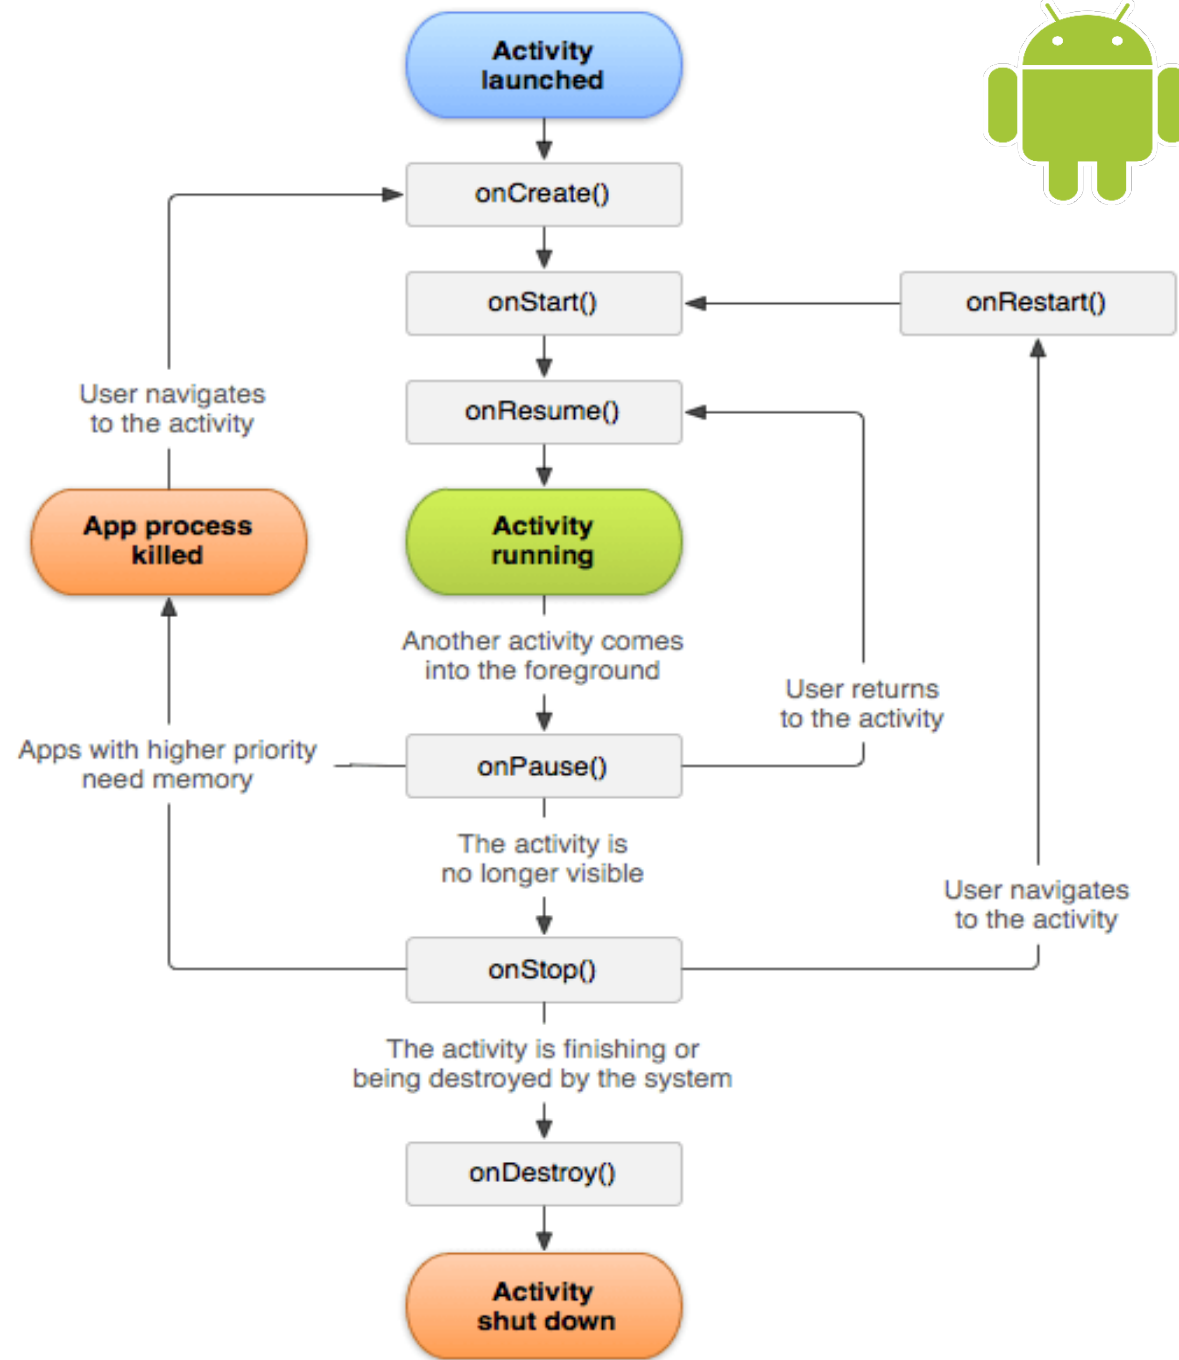 Activity
launched
onCreate()
onStart()
onRestart()
onResume()
User navigates
to the activity
App process
killed
Activity
running
Another activity comes
into the foreground
User returns
to the activity
Apps with higher priority
need memory
onPause()
The activity is
no longer visible
User navigates
to the activity
onStop()
The activity is finishing or
being destroyed by the system
onDestroy()
Activity
shut down